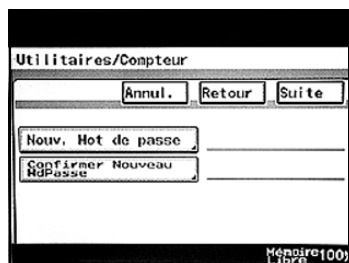 Utilitaires/Compteur
Annul. Retour Suite
Nouv. Mot de passe
Confirmer Nouveau
MdPasse
Mémoire 100%
Libre